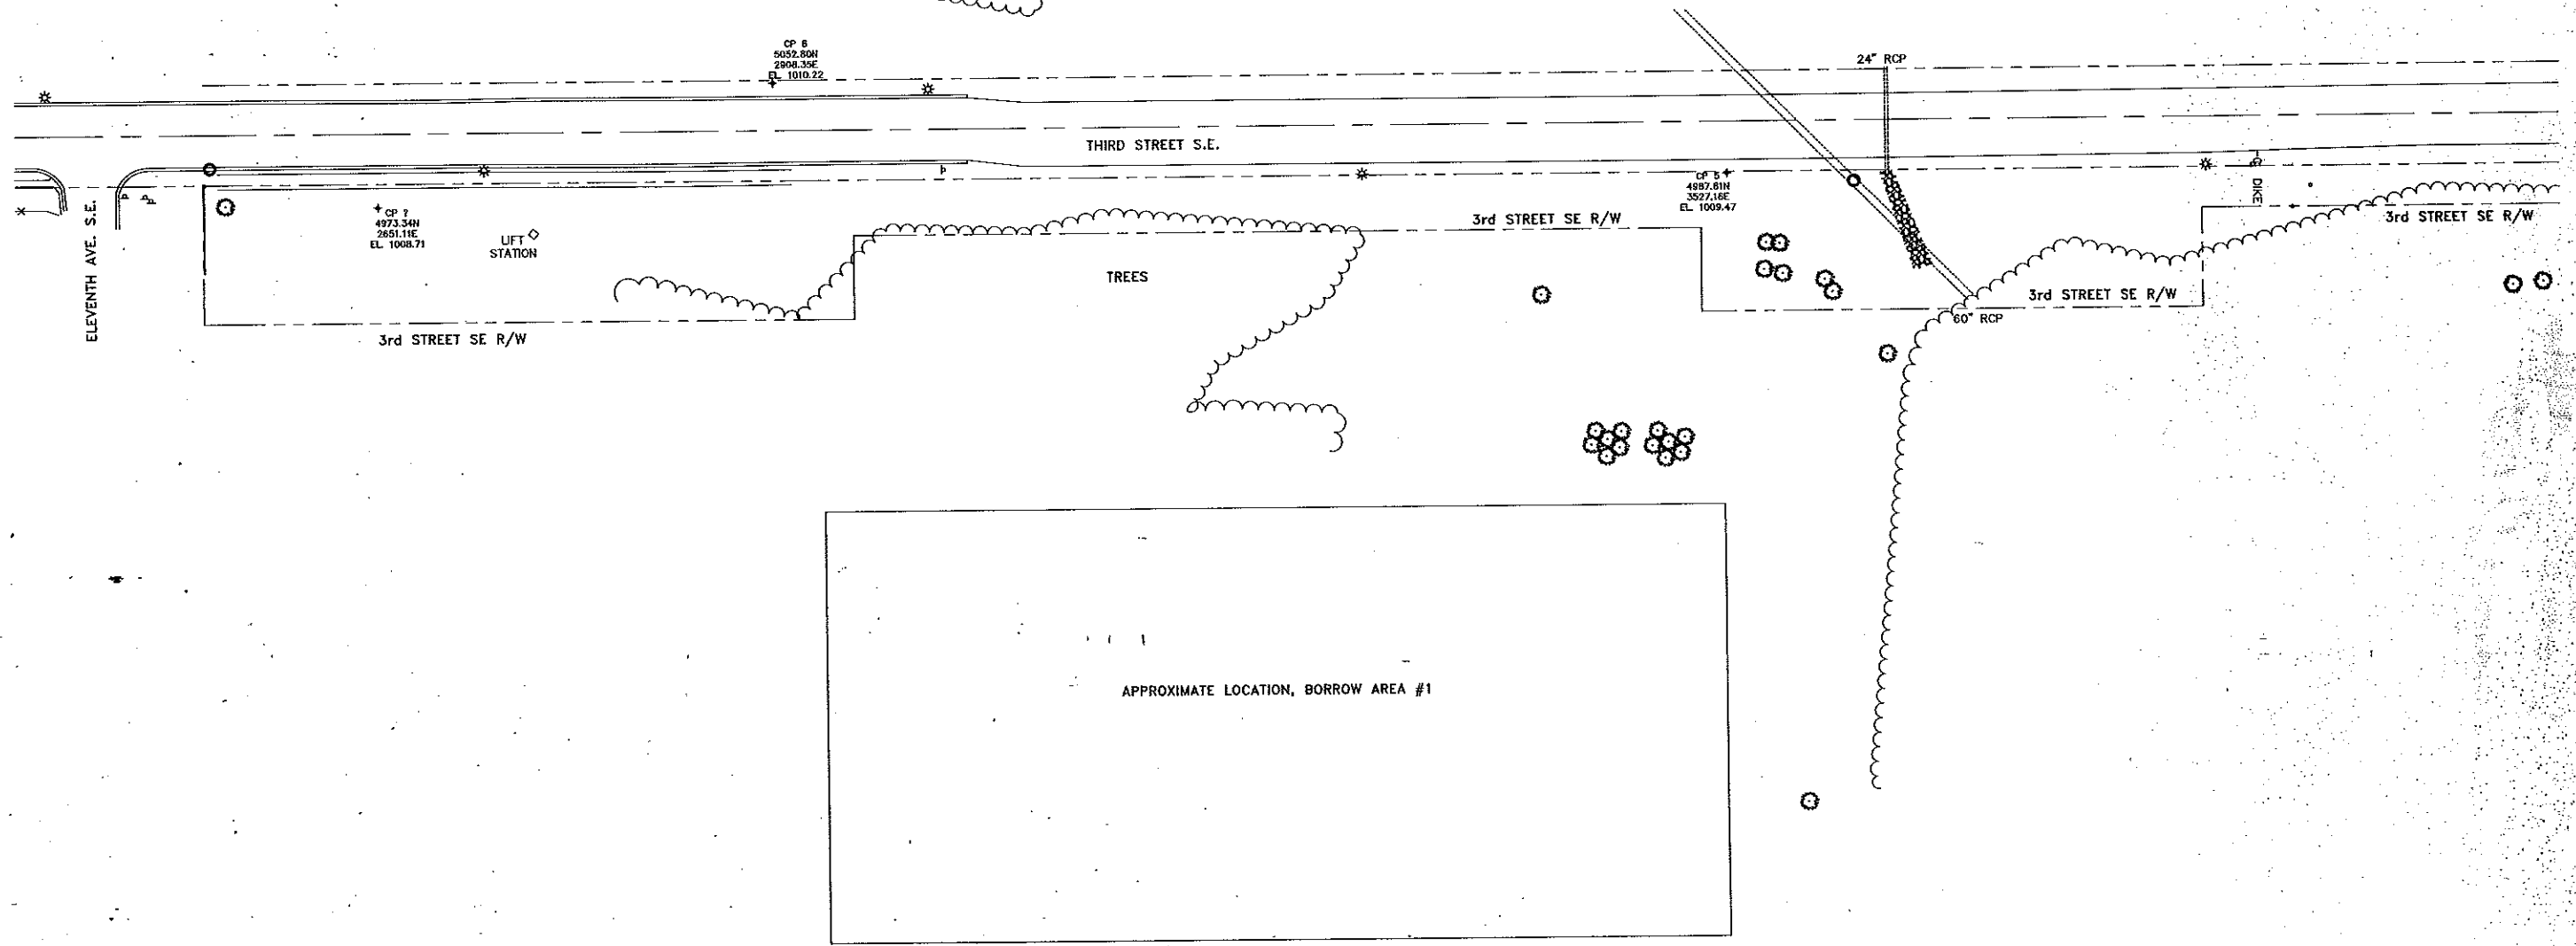 CP 6
5052.80N
2908.35E
EL 1010.22
24" RCP
THIRD STREET S.E.
ELEVENTH AVE. S.E.
CP 7
4973.34N
2651.11E
EL 1008.71
LIFT
STATION
3rd STREET SE R/W
TREES
3rd STREET SE R/W
CP 5
4987.61N
3527.16E
EL 1009.47
DIKE
3rd STREET SE R/W
3rd STREET SE R/W
60" RCP
APPROXIMATE LOCATION, BORROW AREA #1